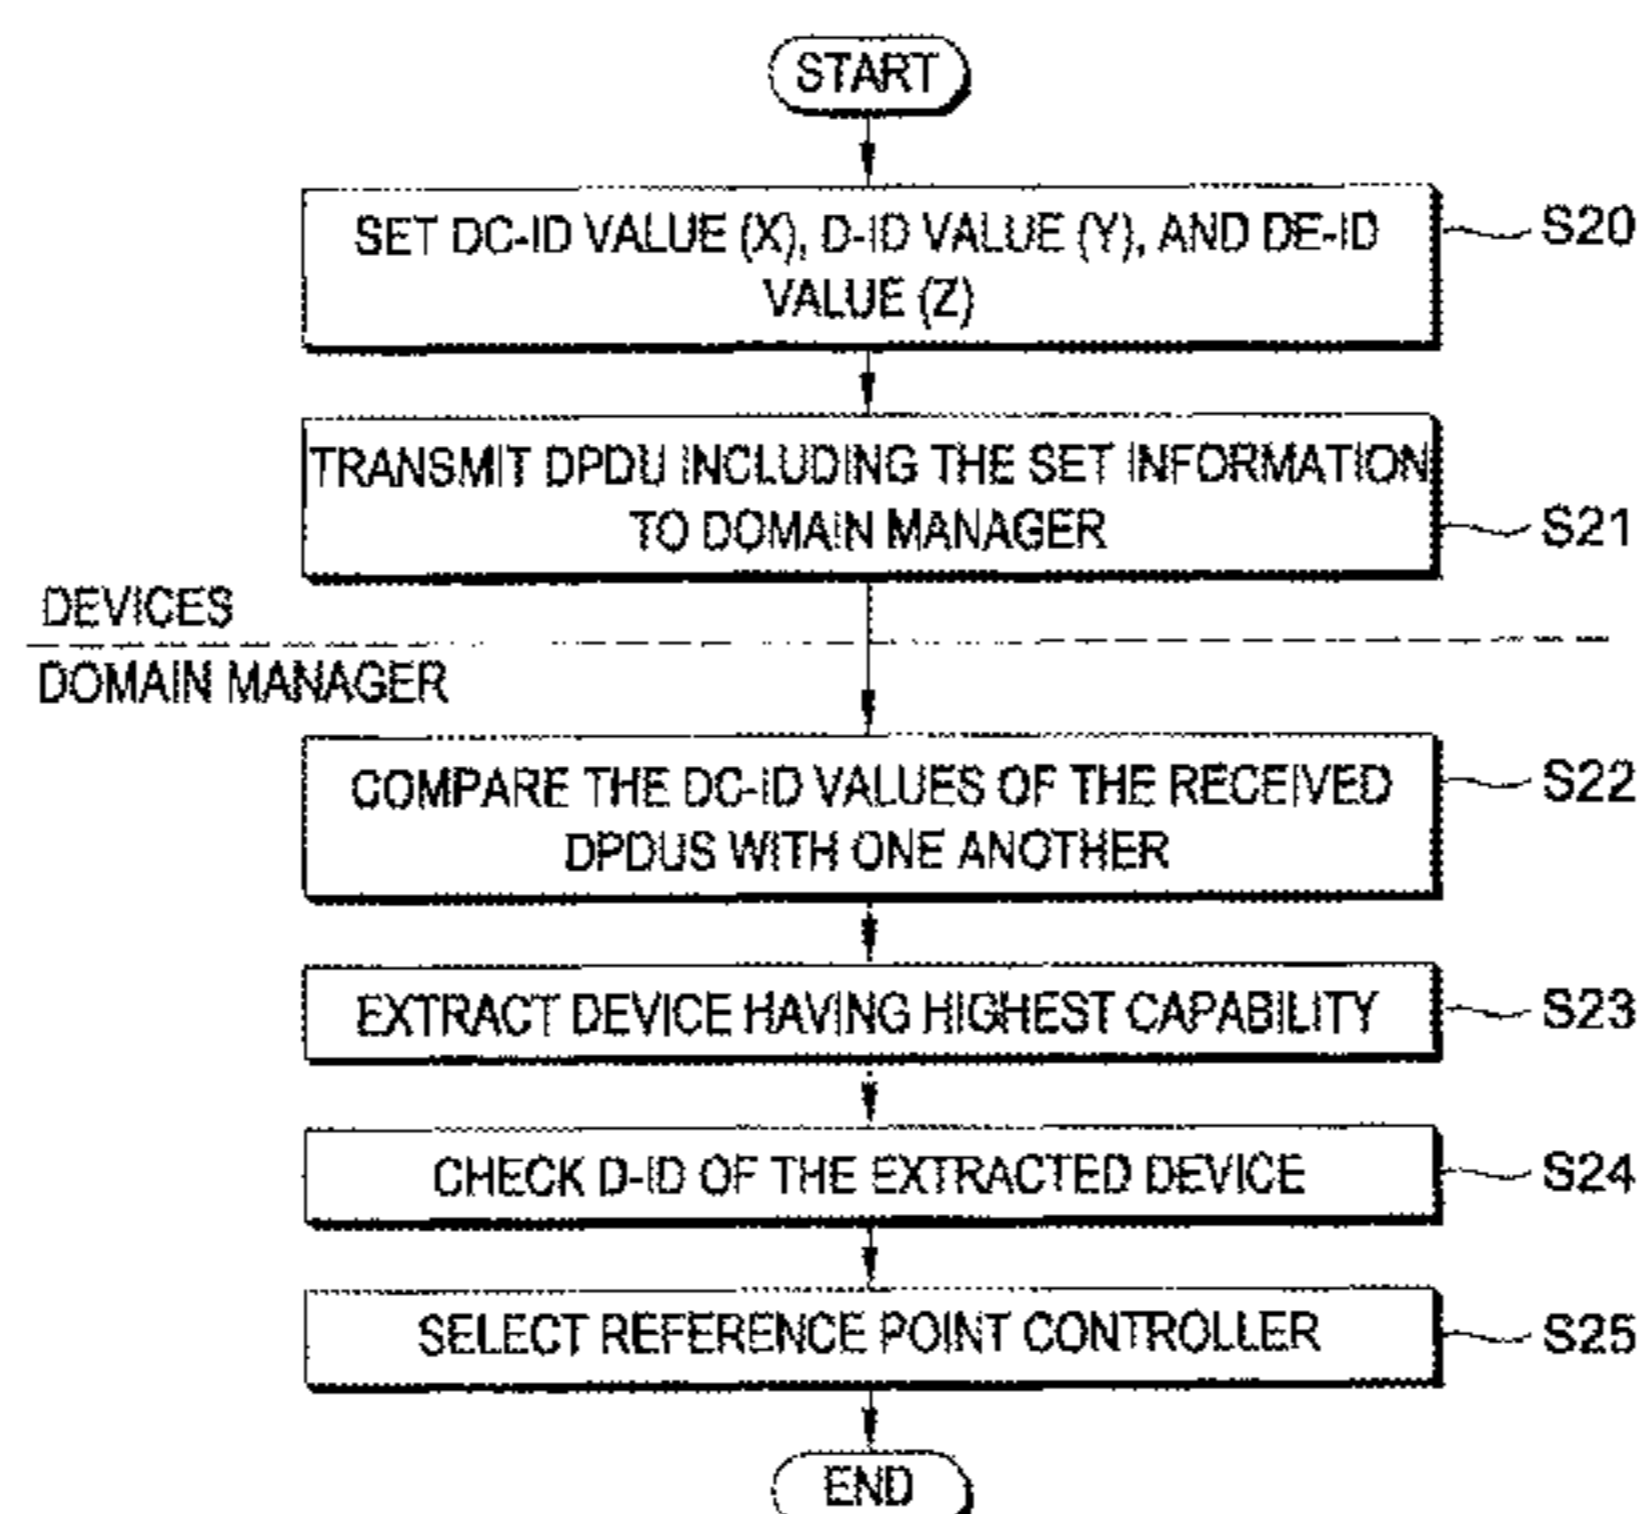 START
SET DC-ID VALUE (X), D-ID VALUE (Y), AND DE-ID
VALUE (Z)
S20
TRANSMIT DPDU INCLUDING THE SET INFORMATION
TO DOMAIN MANAGER
S21
DEVICES
DOMAIN MANAGER
COMPARE THE DC-ID VALUES OF THE RECEIVED
DPDUS WITH ONE ANOTHER
S22
EXTRACT DEVICE HAVING HIGHEST CAPABILITY
S23
CHECK D-ID OF THE EXTRACTED DEVICE
S24
SELECT REFERENCE POINT CONTROLLER
S25
END